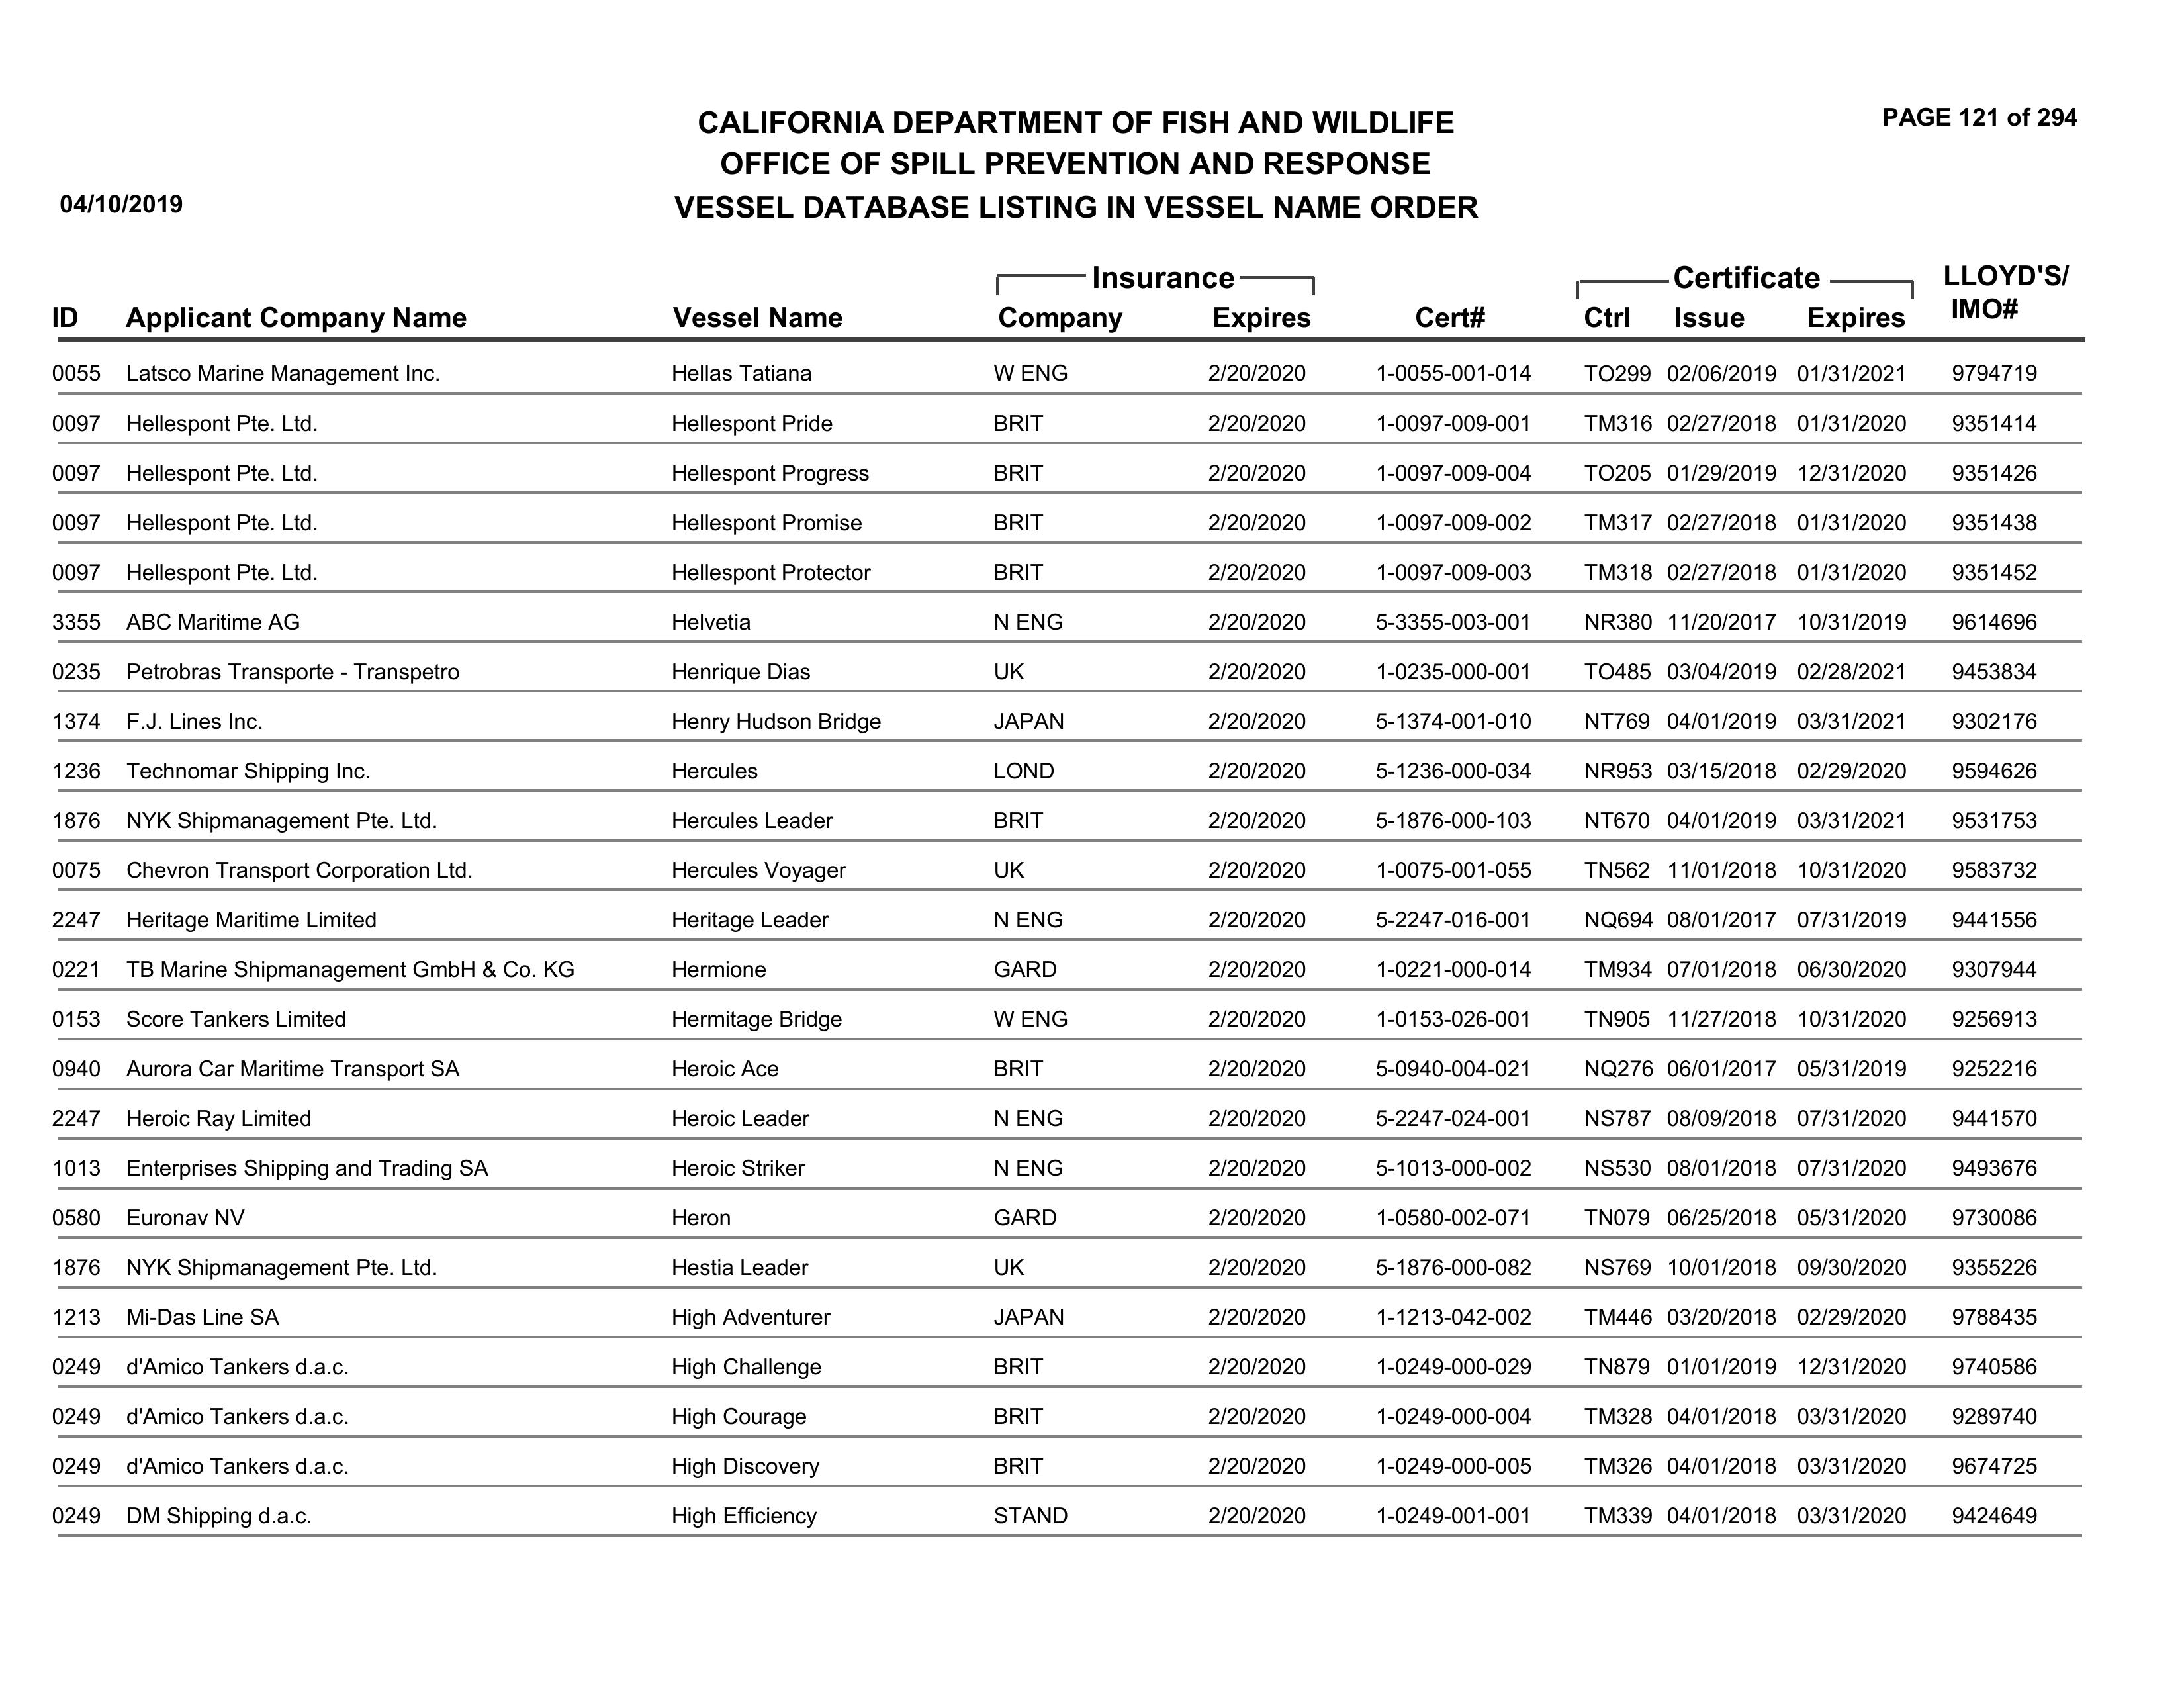 CALIFORNIA DEPARTMENT OF FISH AND WILDLIFE
PAGE 121 of 294
OFFICE OF SPILL PREVENTION AND RESPONSE
04/10/2019
VESSEL DATABASE LISTING IN VESSEL NAME ORDER
Insurance Certificate LLOYD'S/
ID Applicant Company Name Vessel Name Company Expires Cert# Ctrl Issue Expires IMO#
0055 Latsco Marine Management Inc. Hellas Tatiana W ENG 2/20/2020 1-0055-001-014 TO299 02/06/2019 01/31/2021 9794719
0097 Hellespont Pte. Ltd. Hellespont Pride BRIT 2/20/2020 1-0097-009-001 TM316 02/27/2018 01/31/2020 9351414
0097 Hellespont Pte. Ltd. Hellespont Progress BRIT 2/20/2020 1-0097-009-004 TO205 01/29/2019 12/31/2020 9351426
0097 Hellespont Pte. Ltd. Hellespont Promise BRIT 2/20/2020 1-0097-009-002 TM317 02/27/2018 01/31/2020 9351438
0097 Hellespont Pte. Ltd. Hellespont Protector BRIT 2/20/2020 1-0097-009-003 TM318 02/27/2018 01/31/2020 9351452
3355 ABC Maritime AG Helvetia N ENG 2/20/2020 5-3355-003-001 NR380 11/20/2017 10/31/2019 9614696
0235 Petrobras Transporte - Transpetro Henrique Dias UK 2/20/2020 1-0235-000-001 TO485 03/04/2019 02/28/2021 9453834
1374 F.J. Lines Inc. Henry Hudson Bridge JAPAN 2/20/2020 5-1374-001-010 NT769 04/01/2019 03/31/2021 9302176
1236 Technomar Shipping Inc. Hercules LOND 2/20/2020 5-1236-000-034 NR953 03/15/2018 02/29/2020 9594626
1876 NYK Shipmanagement Pte. Ltd. Hercules Leader BRIT 2/20/2020 5-1876-000-103 NT670 04/01/2019 03/31/2021 9531753
0075 Chevron Transport Corporation Ltd. Hercules Voyager UK 2/20/2020 1-0075-001-055 TN562 11/01/2018 10/31/2020 9583732
2247 Heritage Maritime Limited Heritage Leader N ENG 2/20/2020 5-2247-016-001 NQ694 08/01/2017 07/31/2019 9441556
0221 TB Marine Shipmanagement GmbH & Co. KG Hermione GARD 2/20/2020 1-0221-000-014 TM934 07/01/2018 06/30/2020 9307944
0153 Score Tankers Limited Hermitage Bridge W ENG 2/20/2020 1-0153-026-001 TN905 11/27/2018 10/31/2020 9256913
0940 Aurora Car Maritime Transport SA Heroic Ace BRIT 2/20/2020 5-0940-004-021 NQ276 06/01/2017 05/31/2019 9252216
2247 Heroic Ray Limited Heroic Leader N ENG 2/20/2020 5-2247-024-001 NS787 08/09/2018 07/31/2020 9441570
1013 Enterprises Shipping and Trading SA Heroic Striker N ENG 2/20/2020 5-1013-000-002 NS530 08/01/2018 07/31/2020 9493676
0580 Euronav NV Heron GARD 2/20/2020 1-0580-002-071 TN079 06/25/2018 05/31/2020 9730086
1876 NYK Shipmanagement Pte. Ltd. Hestia Leader UK 2/20/2020 5-1876-000-082 NS769 10/01/2018 09/30/2020 9355226
1213 Mi-Das Line SA High Adventurer JAPAN 2/20/2020 1-1213-042-002 TM446 03/20/2018 02/29/2020 9788435
0249 d'Amico Tankers d.a.c. High Challenge BRIT 2/20/2020 1-0249-000-029 TN879 01/01/2019 12/31/2020 9740586
0249 d'Amico Tankers d.a.c. High Courage BRIT 2/20/2020 1-0249-000-004 TM328 04/01/2018 03/31/2020 9289740
0249 d'Amico Tankers d.a.c. High Discovery BRIT 2/20/2020 1-0249-000-005 TM326 04/01/2018 03/31/2020 9674725
0249 DM Shipping d.a.c. High Efficiency STAND 2/20/2020 1-0249-001-001 TM339 04/01/2018 03/31/2020 9424649